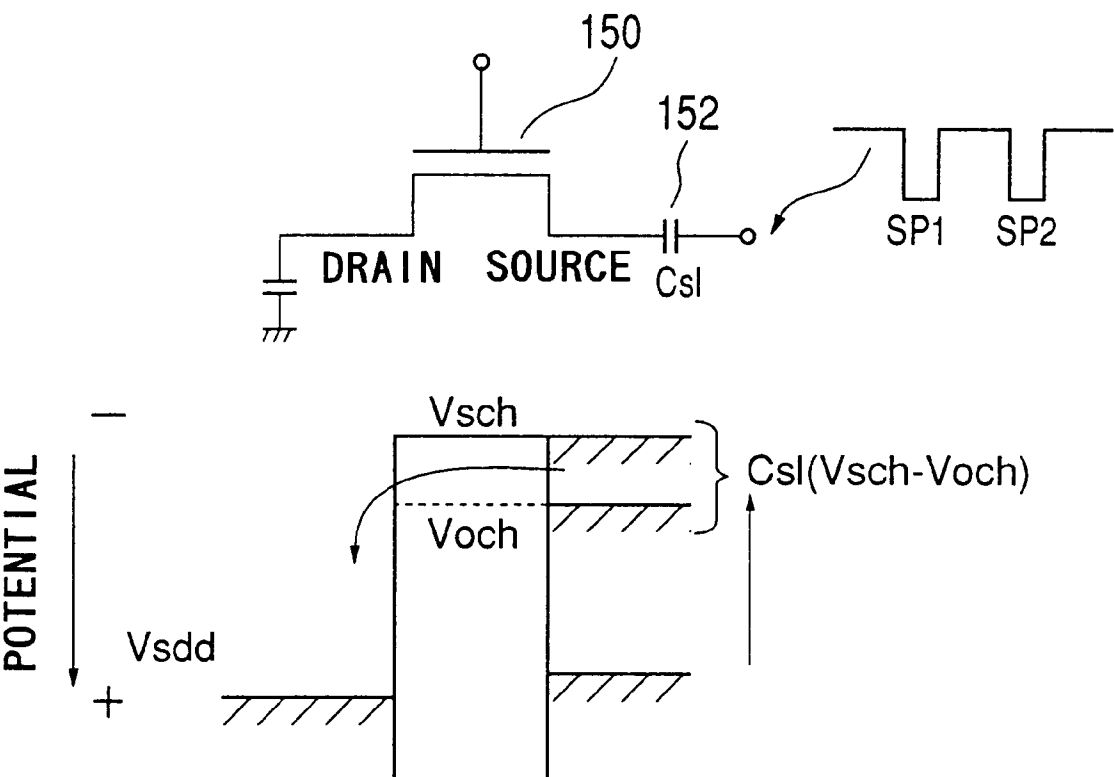 150
152
SP1 SP2
DRAIN SOURCE Csl
−
Vsch
Csl(Vsch-Voch)
Voch
POTENTIAL
Vsdd
+